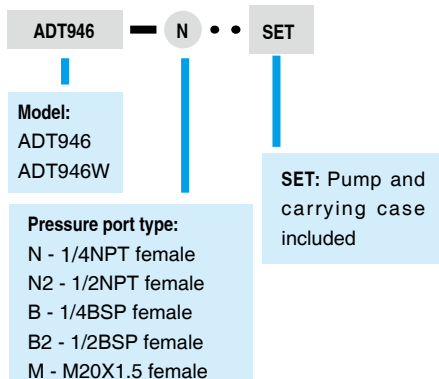 ADT946 — N • • SET
Model:
ADT946
ADT946W
Pressure port type:
N - 1/4NPT female
N2 - 1/2NPT female
B - 1/4BSP female
B2 - 1/2BSP female
M - M20X1.5 female
SET: Pump and
carrying case
included